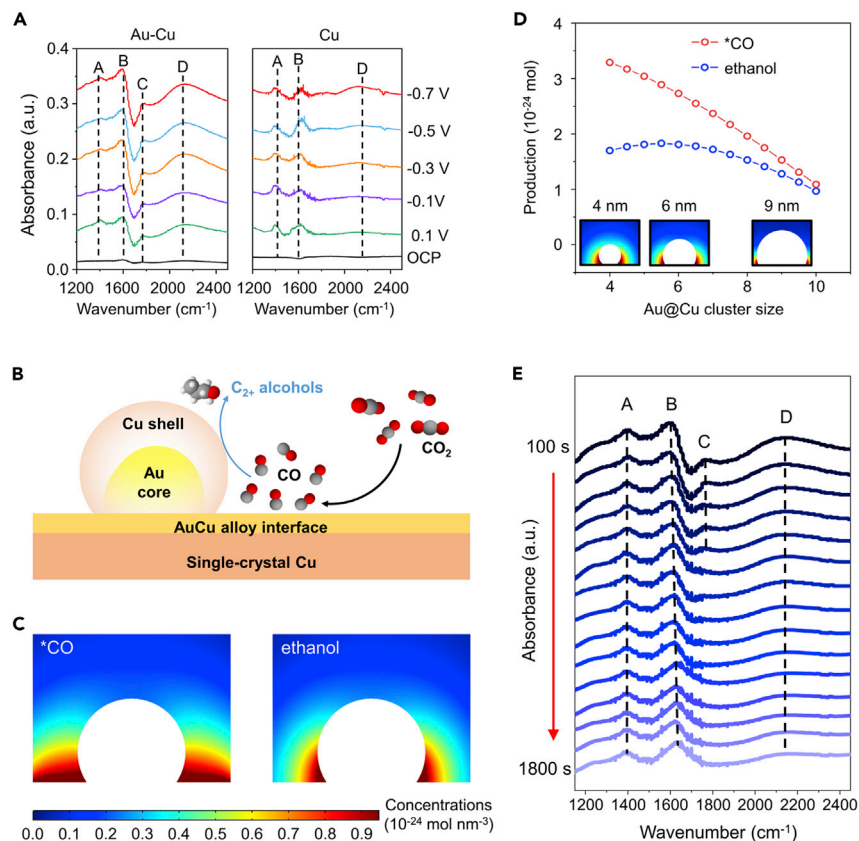 A
Au-Cu
Cu
Absorbance (a.u.)
0.4
0.3
0.2
0.1
0.0
A
B
C
D
A
B
D
-0.7 V
-0.5 V
-0.3 V
-0.1V
0.1 V
OCP
1200 1600 2000 2400
1200 1600 2000 2400
Wavenumber (cm⁻¹)
Wavenumber (cm⁻¹)
D
Production (10⁻²⁴ mol)
4
3
2
1
0
*CO
ethanol
4 nm
6 nm
9 nm
4 6 8 10
Au@Cu cluster size
B
C₂₊ alcohols
Cu shell
Au
core
CO
CO₂
AuCu alloy interface
Single-crystal Cu
C
*CO
ethanol
0.0 0.1 0.2 0.3 0.4 0.5 0.6 0.7 0.8 0.9
Concentrations
(10⁻²⁴ mol nm⁻³)
E
Absorbance (a.u.)
A
B
C
D
100 s
1800 s
1200 1400 1600 1800 2000 2200 2400
Wavenumber (cm⁻¹)